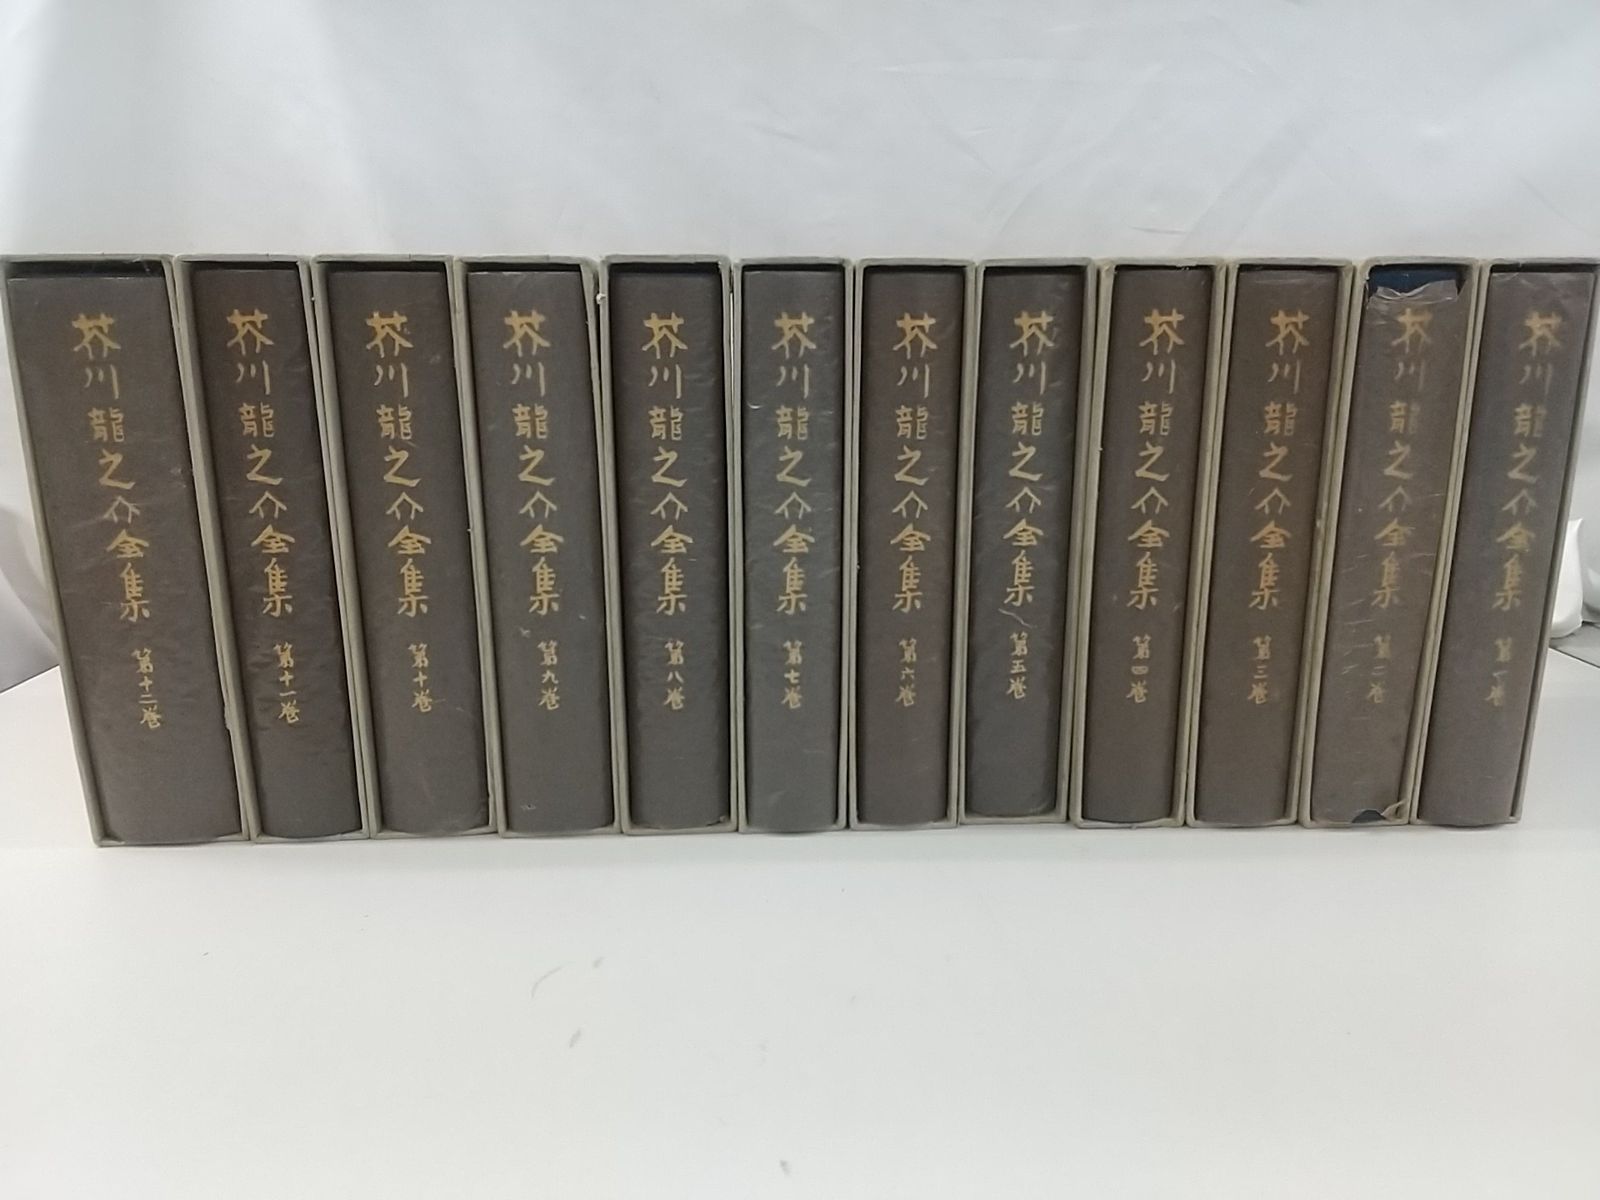 芥川龍之介全集 第十二巻
芥川龍之介全集 第十一巻
芥川龍之介全集 第十巻
芥川龍之介全集 第九巻
芥川龍之介全集 第八巻
芥川龍之介全集 第七巻
芥川龍之介全集 第六巻
芥川龍之介全集 第五巻
芥川龍之介全集 第四巻
芥川龍之介全集 第三巻
芥川龍之介全集 第二巻
芥川龍之介全集 第一巻